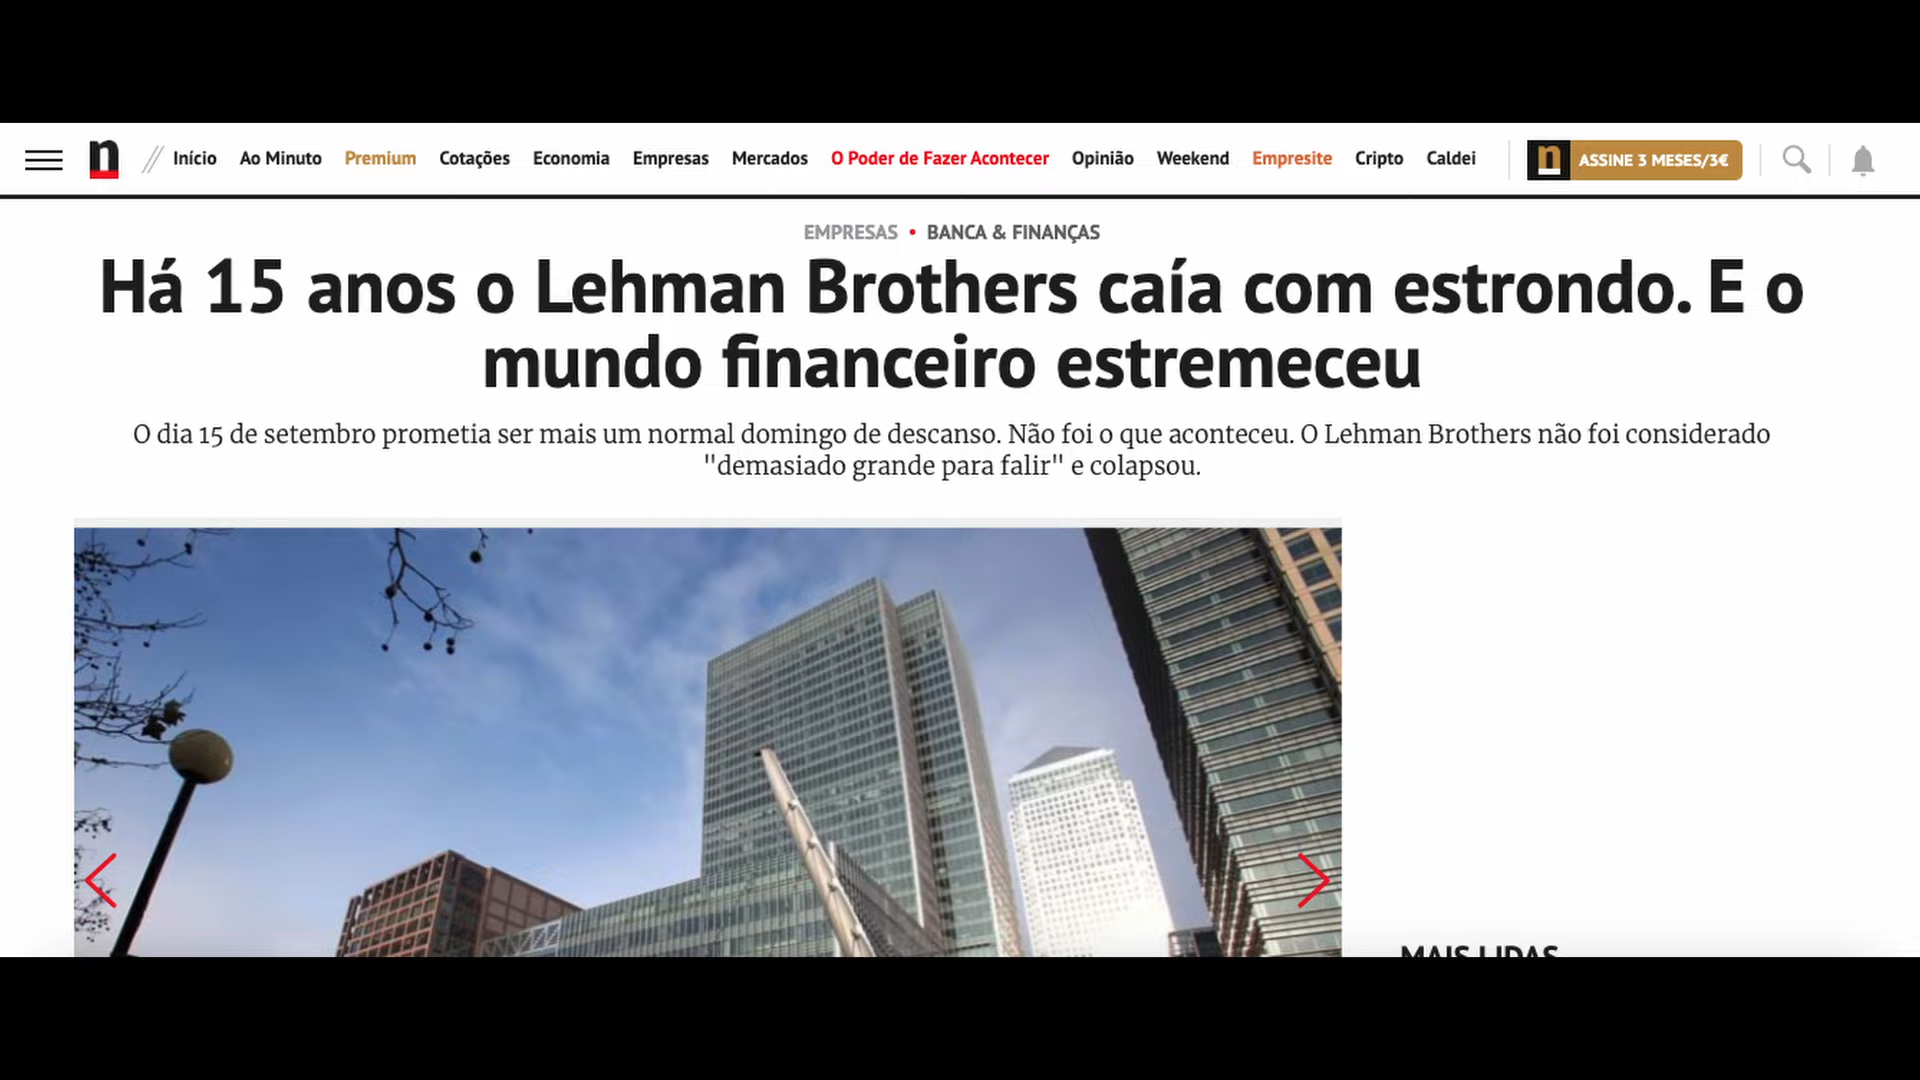 n // Início Ao Minuto Premium Cotações Economia Empresas Mercados O Poder de Fazer Acontecer Opinião Weekend Empresite Cripto Caldei n ASSINE 3 MESES/3€
EMPRESAS • BANCA & FINANÇAS
Há 15 anos o Lehman Brothers caía com estrondo. E o
mundo financeiro estremeceu
O dia 15 de setembro prometia ser mais um normal domingo de descanso. Não foi o que aconteceu. O Lehman Brothers não foi considerado
"demasiado grande para falir" e colapsou.
MAIS LIDAS